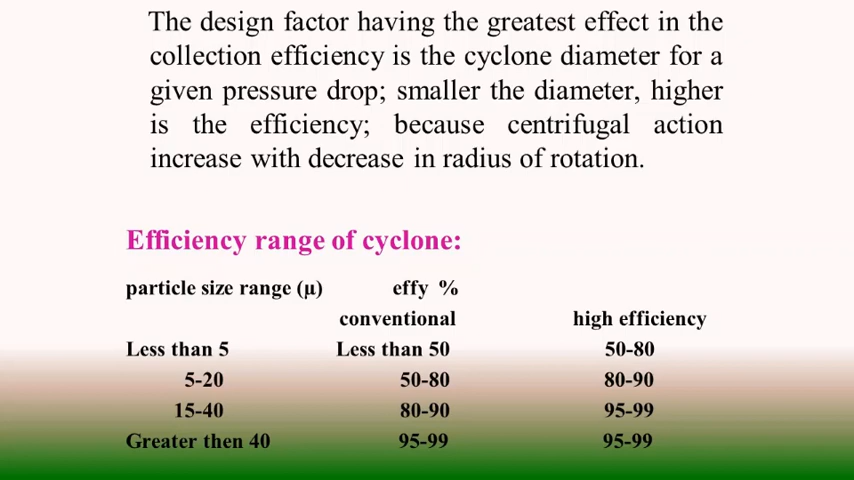 The design factor having the greatest effect in the
collection efficiency is the cyclone diameter for a
given pressure drop; smaller the diameter, higher
is the efficiency; because centrifugal action
increase with decrease in radius of rotation.
Efficiency range of cyclone:
particle size range (μ) effy %
conventional high efficiency
Less than 5 Less than 50 50-80
5-20 50-80 80-90
15-40 80-90 95-99
Greater then 40 95-99 95-99